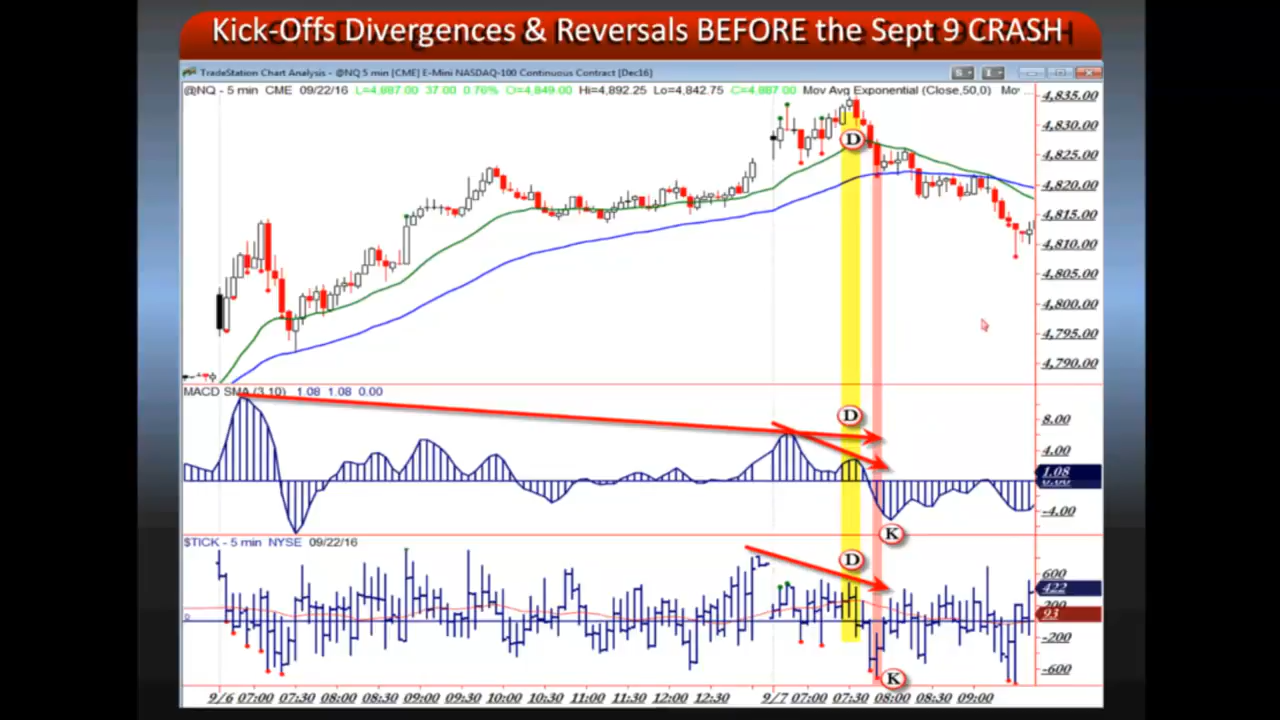 Kick-Offs Divergences & Reversals BEFORE the Sept 9 CRASH
TradeStation Chart Analysis - @NQ 5 min [CME] E-Mini NASDAQ-100 Continuous Contract [Dec16]
@NQ - 5 min CME 09/22/16 L=4,887.00 37.00 0.76% O=4,849.00 Hi=4,892.25 Lo=4,842.75 C=4,887.00 Mov Avg Exponential (Close,50,0) Mo
4,835.00
4,830.00
D
4,825.00
4,820.00
4,815.00
4,810.00
4,805.00
4,800.00
4,795.00
4,790.00
MACD SMA (3,10) 1.08 1.08 0.00
D
8.00
4.00
1.08
0.00
-4.00
K
$TICK - 5 min NYSE 09/22/16
D
600
422
200
93
-200
-600
K
9/6 07:00 07:30 08:00 08:30 09:00 09:30 10:00 10:30 11:00 11:30 12:00 12:30 9/7 07:00 07:30 08:00 08:30 09:00